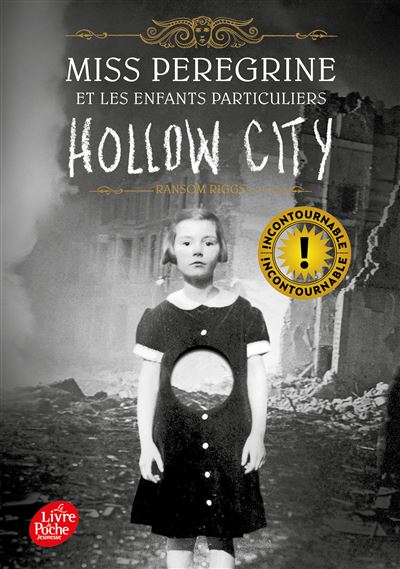 MISS PEREGRINE
ET LES ENFANTS PARTICULIERS
HOLLOW CITY
RANSOM RIGGS
INCONTOURNABLE !
!
INCONTOURNABLE !
Le
Livre
de
Poche
Jeunesse